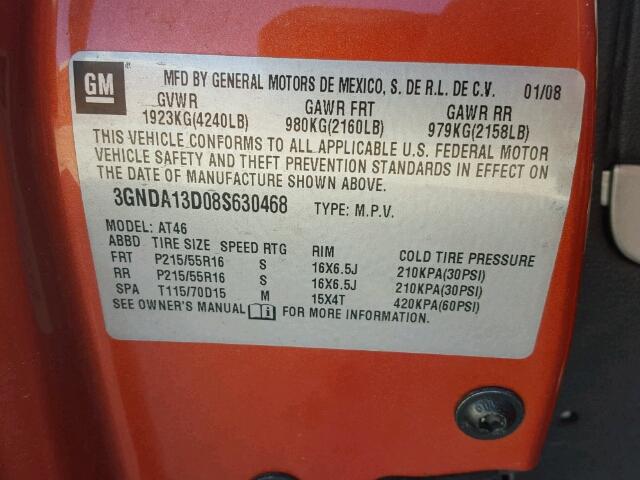 GM MFD BY GENERAL MOTORS DE MEXICO, S. DE R.L. DE C.V. 01/08
GVWR GAWR FRT GAWR RR
1923KG(4240LB) 980KG(2160LB) 979KG(2158LB)
THIS VEHICLE CONFORMS TO ALL APPLICABLE U.S. FEDERAL MOTOR
VEHICLE SAFETY AND THEFT PREVENTION STANDARDS IN EFFECT ON
THE DATE OF MANUFACTURE SHOWN ABOVE.
3GNDA13D08S630468 TYPE: M.P.V.
MODEL: AT46
ABBD TIRE SIZE SPEED RTG RIM COLD TIRE PRESSURE
FRT P215/55R16 S 16X6.5J 210KPA(30PSI)
RR P215/55R16 S 16X6.5J 210KPA(30PSI)
SPA T115/70D15 M 15X4T 420KPA(60PSI)
SEE OWNER'S MANUAL FOR MORE INFORMATION.